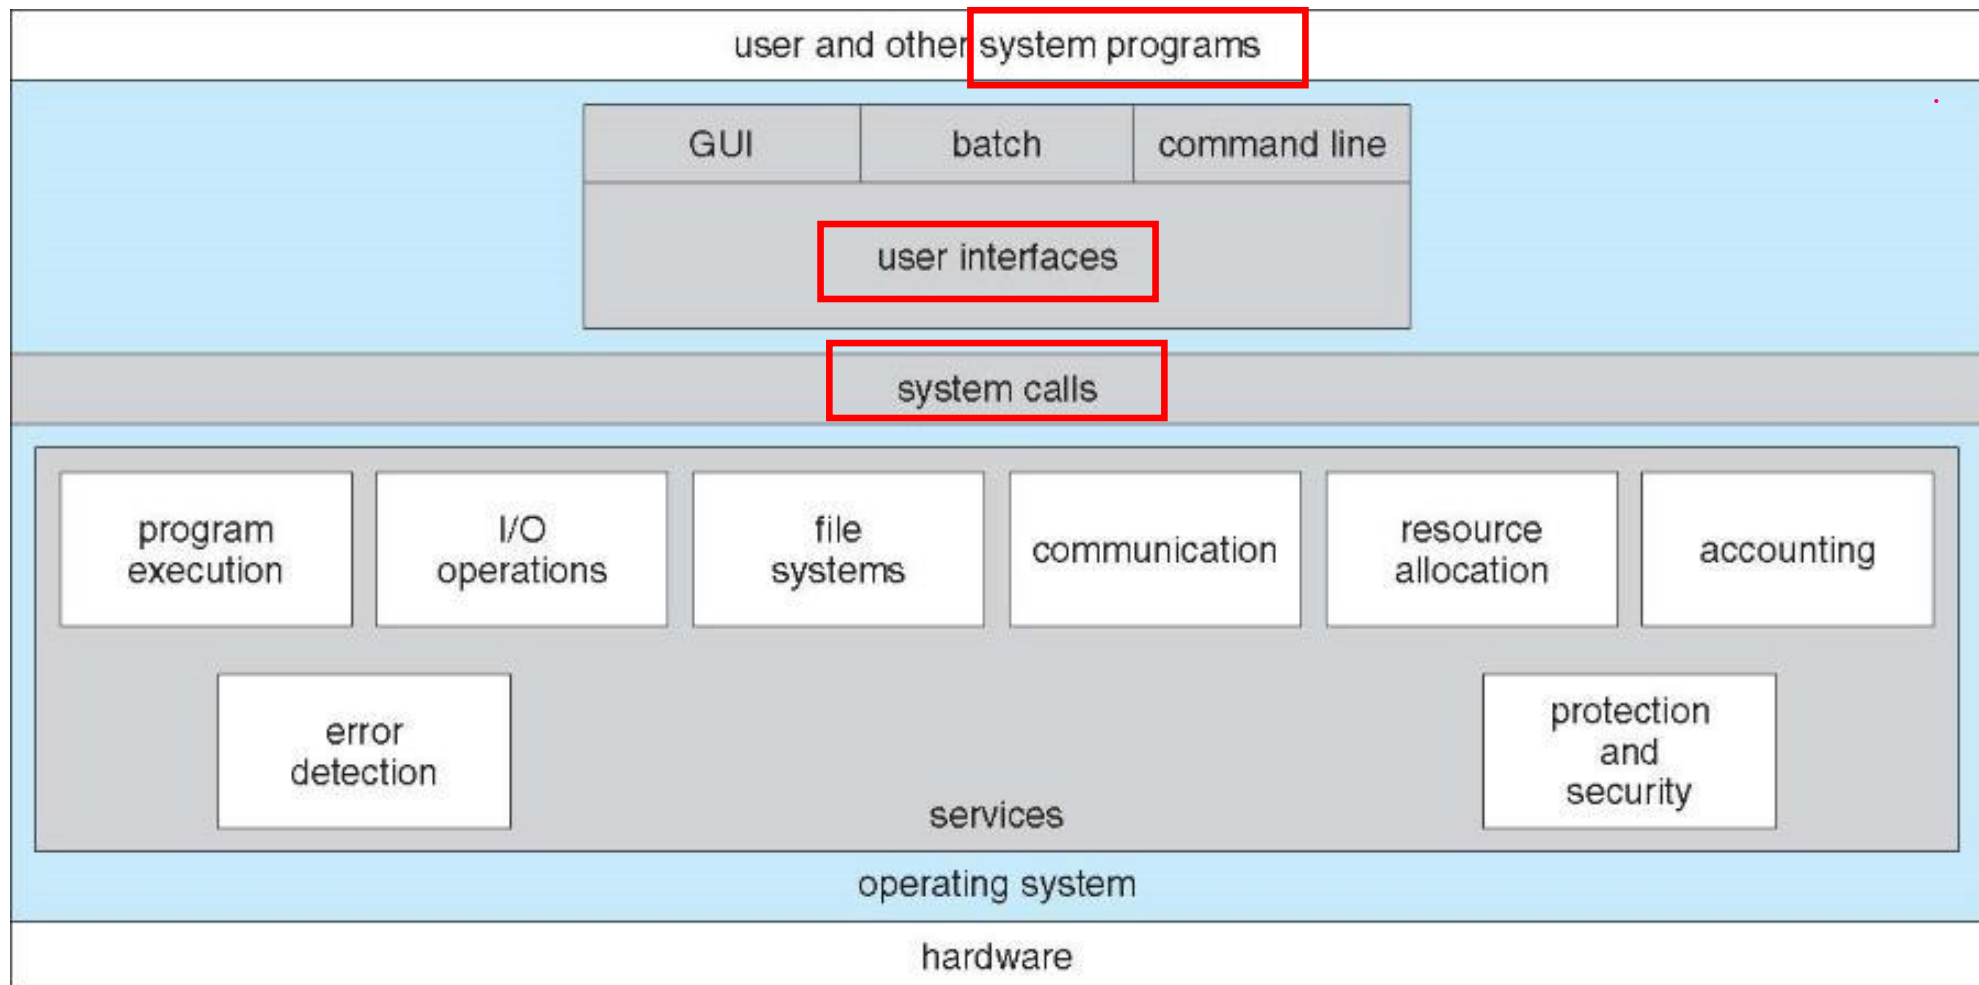 user and other system programs
GUI
batch
command line
user interfaces
system calls
program
execution
I/O
operations
file
systems
communication
resource
allocation
accounting
error
detection
protection
and
security
services
operating system
hardware